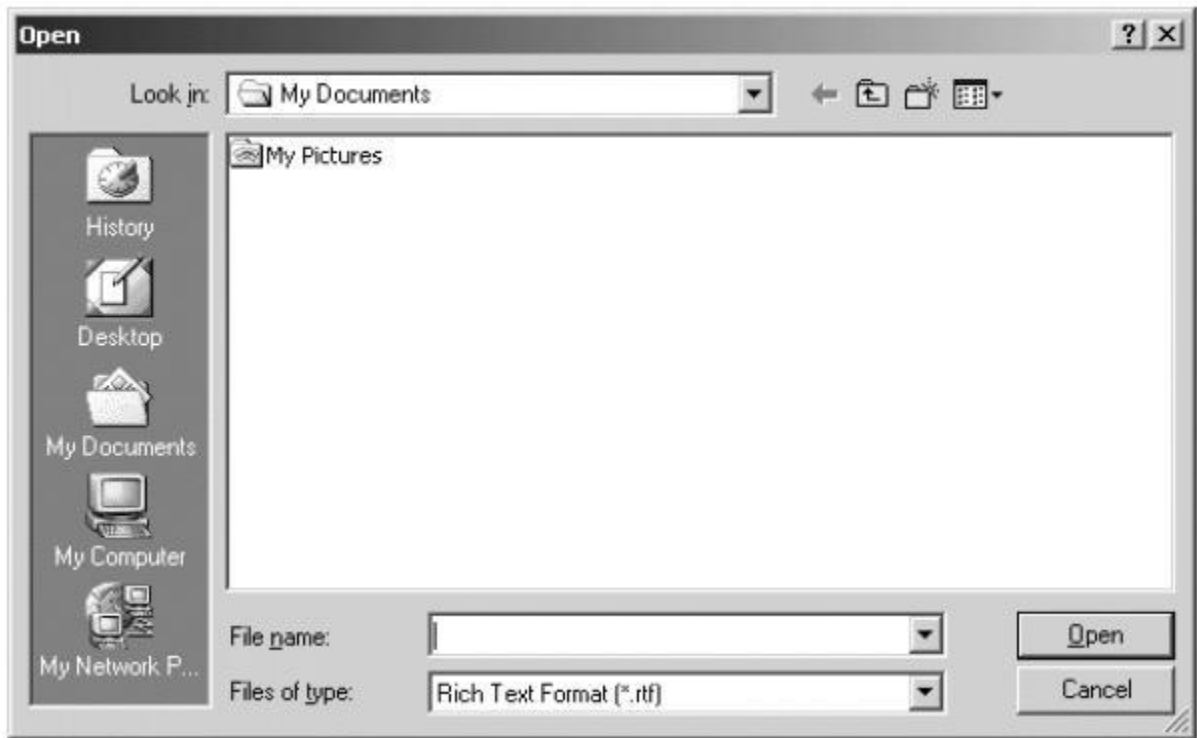 Open
Look in: My Documents
My Pictures
History
Desktop
My Documents
My Computer
My Network P...
File name:
Open
Files of type: Rich Text Format (*.rtf)
Cancel